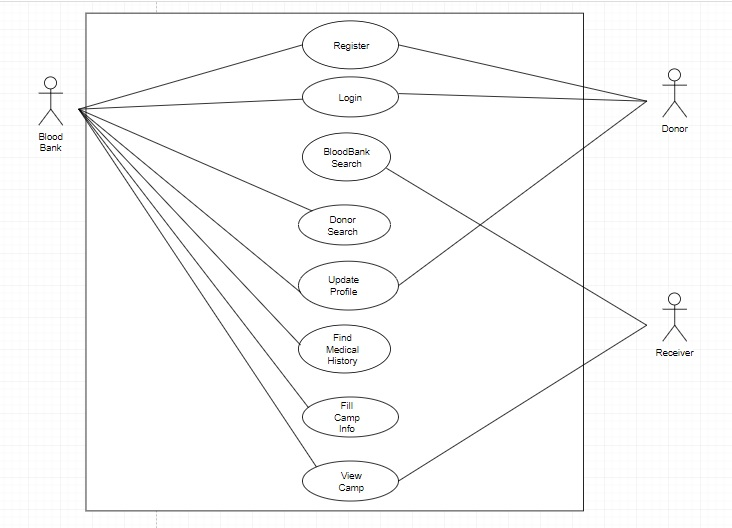 Register
Login
BloodBank
Search
Donor
Search
Update
Profile
Find
Medical
History
Fill
Camp
Info
View
Camp
Blood
Bank
Donor
Receiver